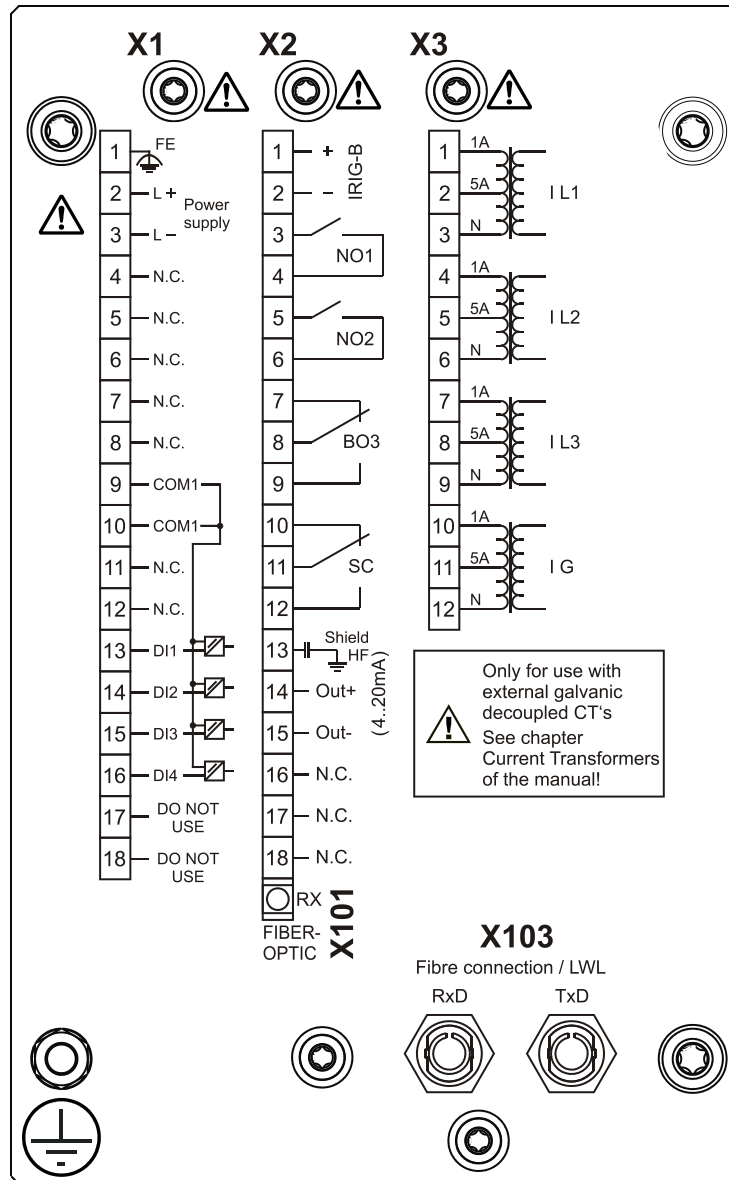 X1
X2
X3
1 FE
2 L+
Power supply
3 L–
4 N.C.
5 N.C.
6 N.C.
7 N.C.
8 N.C.
9 COM1
10 COM1
11 N.C.
12 N.C.
13 DI1
14 DI2
15 DI3
16 DI4
17 DO NOT USE
18 DO NOT USE
1 +
2 –
IRIG-B
3
NO1
4
5
NO2
6
7
8 BO3
9
10
11 SC
12
13 Shield HF
14 Out+
15 Out-
(4..20mA)
16 N.C.
17 N.C.
18 N.C.
RX
FIBER-
OPTIC
X101
1 1A
2 5A I L1
3 N
4 1A
5 5A I L2
6 N
7 1A
8 5A I L3
9 N
10 1A
11 5A I G
12 N
Only for use with
external galvanic
decoupled CT‘s
See chapter
Current Transformers
of the manual!
X103
Fibre connection / LWL
RxD
TxD